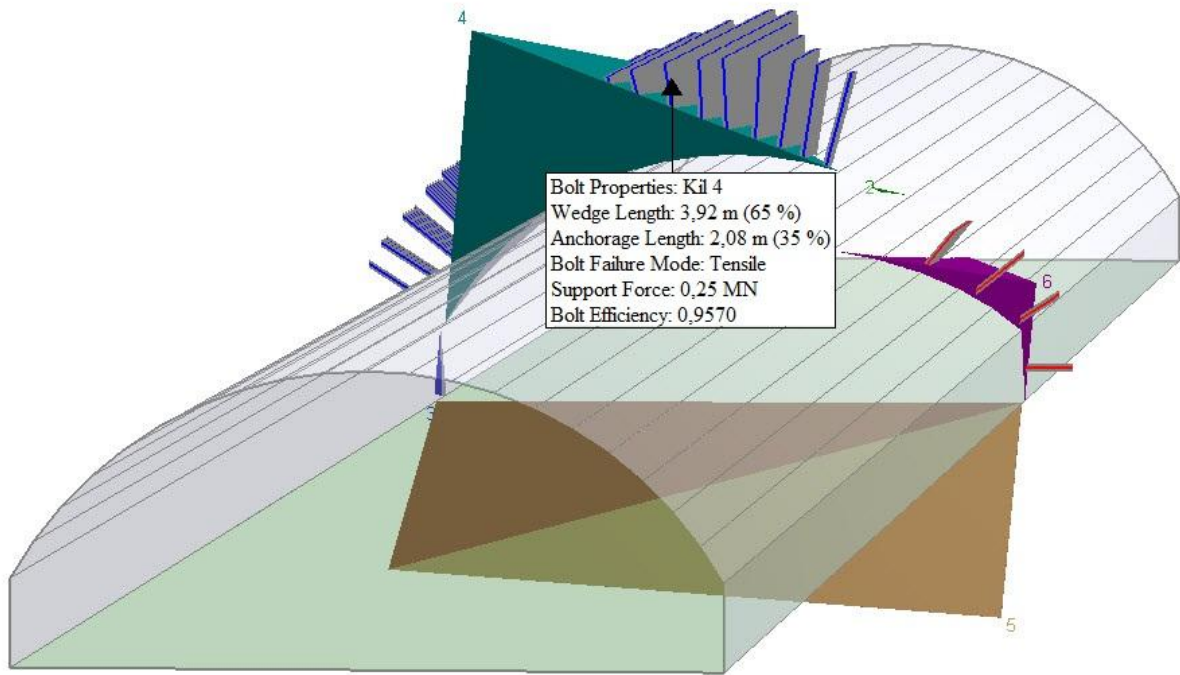 4
Bolt Properties: Kil 4
Wedge Length: 3,92 m (65 %)
Anchorage Length: 2,08 m (35 %)
Bolt Failure Mode: Tensile
Support Force: 0,25 MN
Bolt Efficiency: 0,9570
2
6
3
5